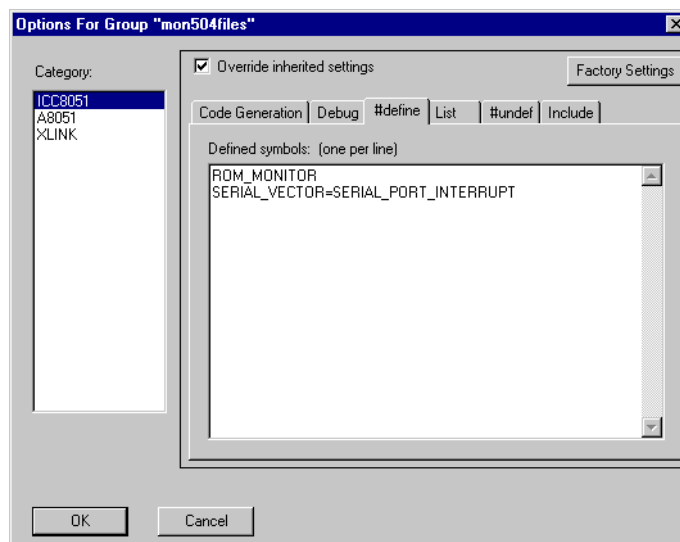 Options For Group "mon504files"
Category:
ICC8051
A8051
XLINK
Override inherited settings
Factory Settings
Code Generation
Debug
#define
List
#undef
Include
Defined symbols: (one per line)
ROM_MONITOR
SERIAL_VECTOR=SERIAL_PORT_INTERRUPT
OK
Cancel